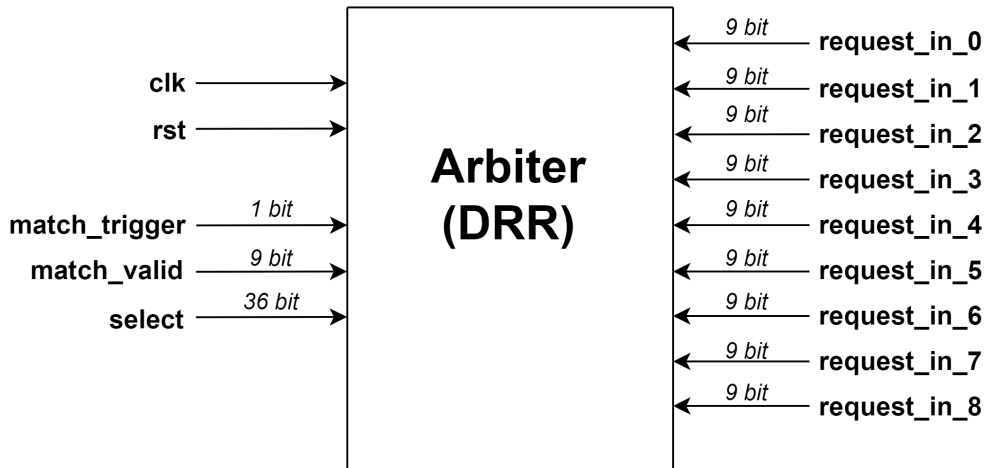 clk
rst
match_trigger
1 bit
match_valid
9 bit
select
36 bit
Arbiter
(DRR)
9 bit
request_in_0
9 bit
request_in_1
9 bit
request_in_2
9 bit
request_in_3
9 bit
request_in_4
9 bit
request_in_5
9 bit
request_in_6
9 bit
request_in_7
9 bit
request_in_8